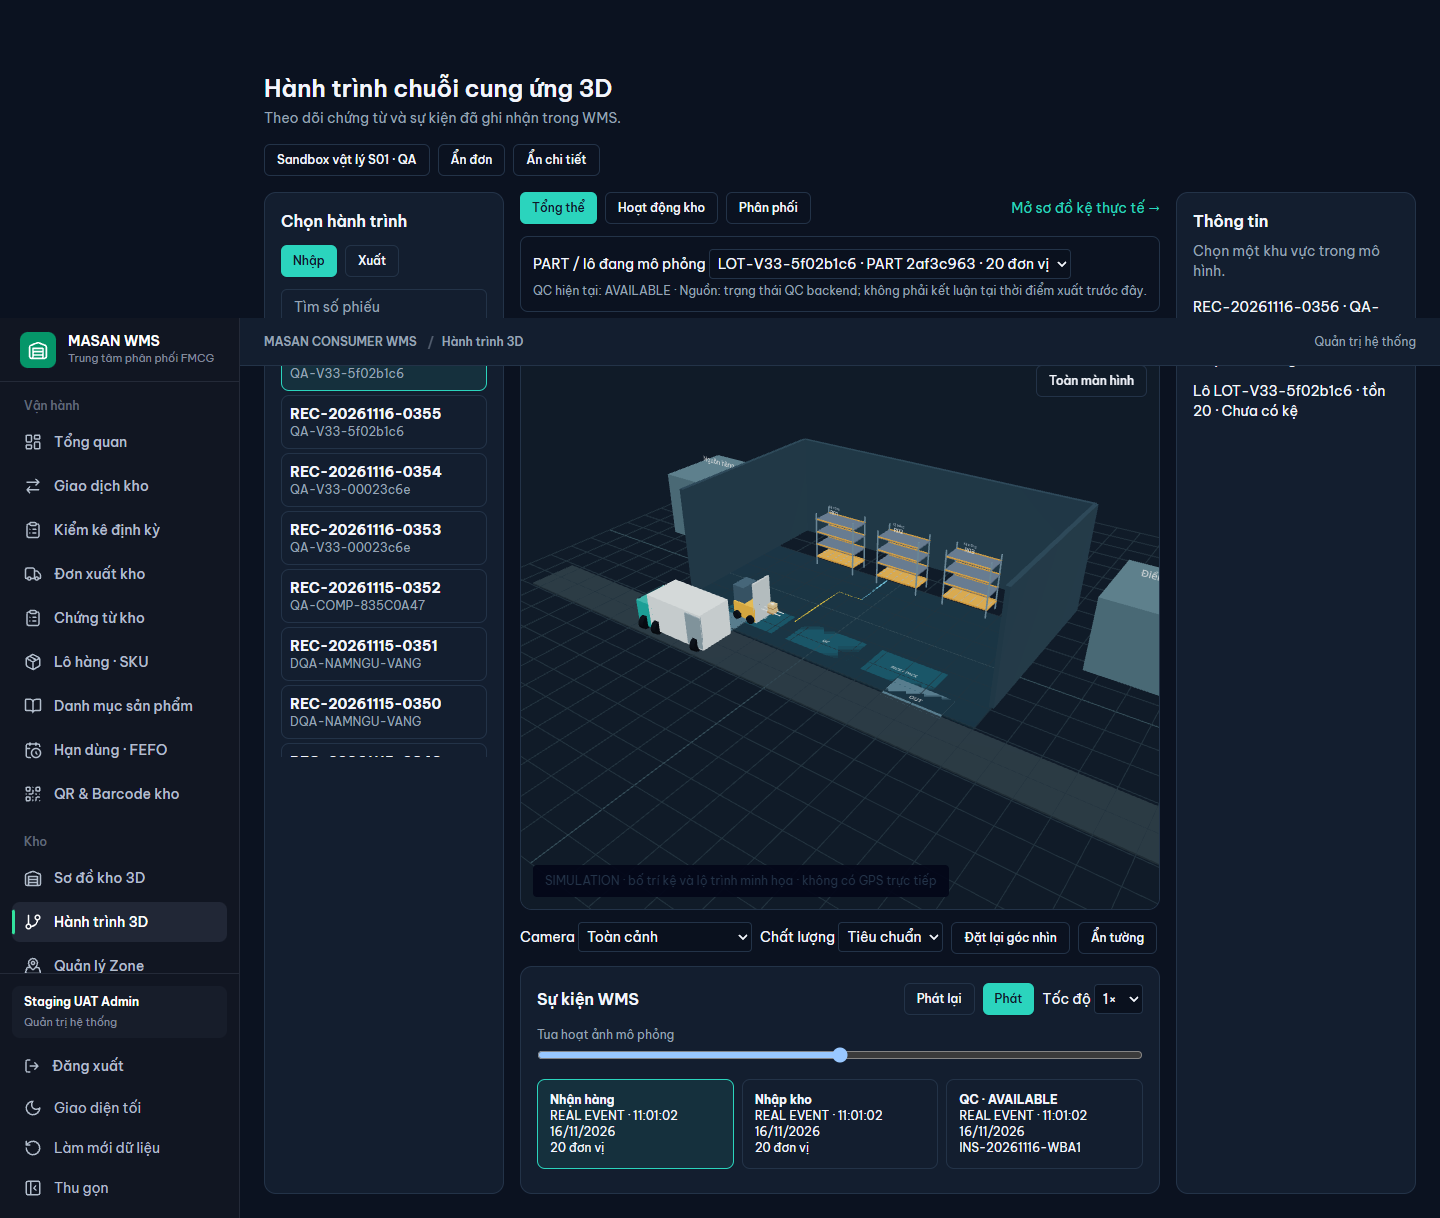 Hành trình chuỗi cung ứng 3D
Theo dõi chứng từ và sự kiện đã ghi nhận trong WMS.
Sandbox vật lý S01 · QA
Ẩn đơn
Ẩn chi tiết
Chọn hành trình
Nhập
Xuất
Tìm số phiếu
QA-V33-5f02b1c6
REC-20261116-0355
QA-V33-5f02b1c6
REC-20261116-0354
QA-V33-00023c6e
REC-20261116-0353
QA-V33-00023c6e
REC-20261115-0352
QA-COMP-835C0A47
REC-20261115-0351
DQA-NAMNGU-VANG
REC-20261115-0350
DQA-NAMNGU-VANG
Tổng thể
Hoạt động kho
Phân phối
Mở sơ đồ kệ thực tế →
PART / lô đang mô phỏng
LOT-V33-5f02b1c6 · PART 2af3c963 · 20 đơn vị
QC hiện tại: AVAILABLE · Nguồn: trạng thái QC backend; không phải kết luận tại thời điểm xuất trước đây.
Toàn màn hình
OUT
SIMULATION · bố trí kệ và lộ trình minh họa · không có GPS trực tiếp
Camera
Toàn cảnh
Chất lượng
Tiêu chuẩn
Đặt lại góc nhìn
Ẩn tường
Sự kiện WMS
Phát lại
Phát
Tốc độ
1×
Tua hoạt ảnh mô phỏng
Nhận hàng
REAL EVENT · 11:01:02
16/11/2026
20 đơn vị
Nhập kho
REAL EVENT · 11:01:02
16/11/2026
20 đơn vị
QC · AVAILABLE
REAL EVENT · 11:01:02
16/11/2026
INS-20261116-WBA1
Thông tin
Chọn một khu vực trong mô
hình.
REC-20261116-0356 · QA-
Lô LOT-V33-5f02b1c6 · tồn
20 · Chưa có kệ
MASAN WMS
Trung tâm phân phối FMCG
MASAN CONSUMER WMS / Hành trình 3D
Quản trị hệ thống
Vận hành
Tổng quan
Giao dịch kho
Kiểm kê định kỳ
Đơn xuất kho
Chứng từ kho
Lô hàng · SKU
Danh mục sản phẩm
Hạn dùng · FEFO
QR & Barcode kho
Kho
Sơ đồ kho 3D
Hành trình 3D
Quản lý Zone
Staging UAT Admin
Quản trị hệ thống
Đăng xuất
Giao diện tối
Làm mới dữ liệu
Thu gọn